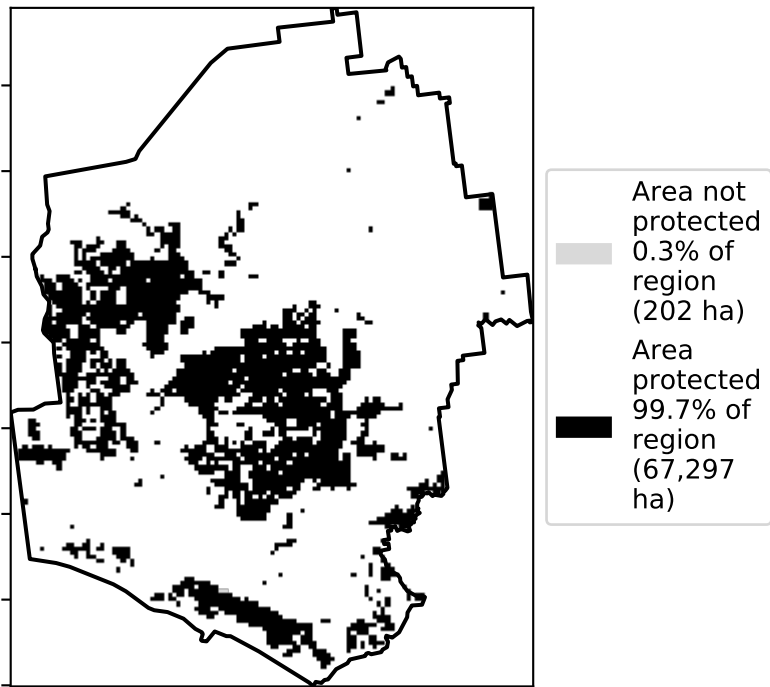 Area not
protected
0.3% of
region
(202 ha)
Area
protected
99.7% of
region
(67,297
ha)